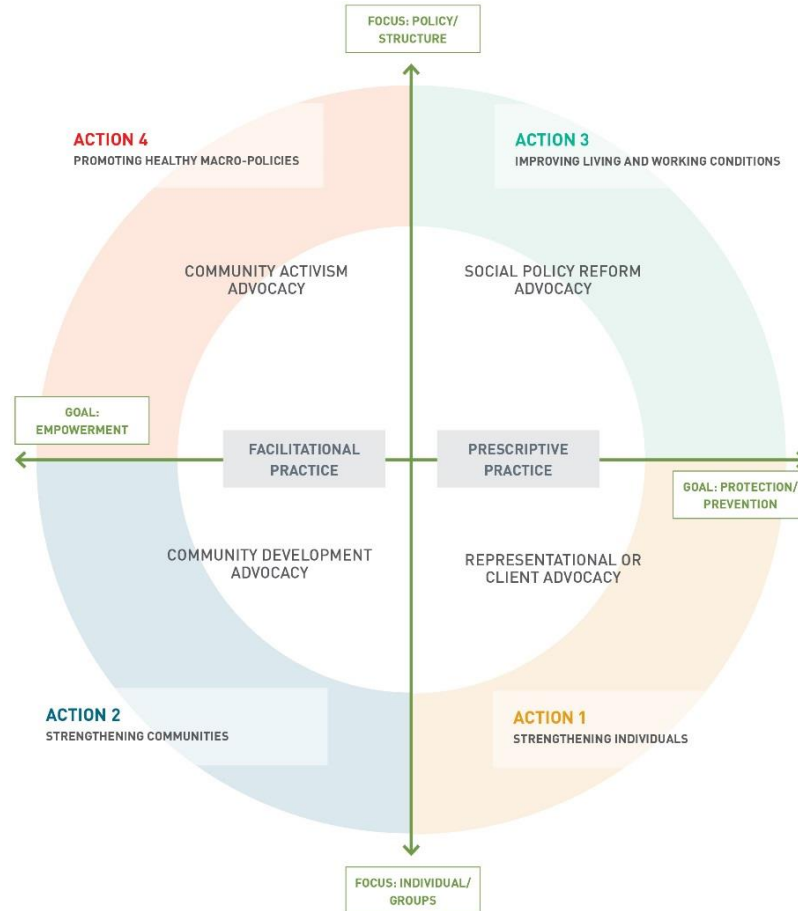 FOCUS: POLICY/
STRUCTURE
ACTION 4
PROMOTING HEALTHY MACRO-POLICIES
ACTION 3
IMPROVING LIVING AND WORKING CONDITIONS
COMMUNITY ACTIVISM
ADVOCACY
SOCIAL POLICY REFORM
ADVOCACY
GOAL:
EMPOWERMENT
FACILITATIONAL
PRACTICE
PRESCRIPTIVE
PRACTICE
GOAL: PROTECTION/
PREVENTION
COMMUNITY DEVELOPMENT
ADVOCACY
REPRESENTATIONAL OR
CLIENT ADVOCACY
ACTION 2
STRENGTHENING COMMUNITIES
ACTION 1
STRENGTHENING INDIVIDUALS
FOCUS: INDIVIDUAL/
GROUPS